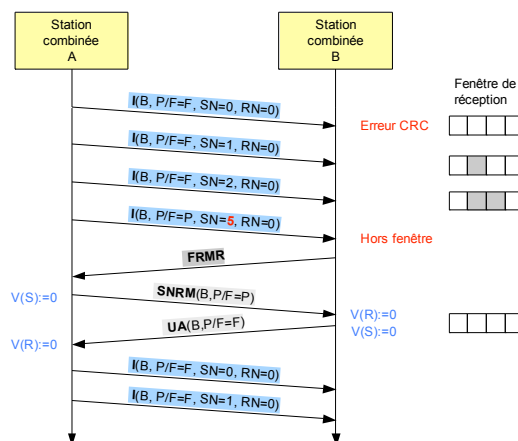 Station
combinée
A
Station
combinée
B
Fenêtre de
réception
I(B, P/F=F, SN=0, RN=0)
Erreur CRC
I(B, P/F=F, SN=1, RN=0)
I(B, P/F=F, SN=2, RN=0)
I(B, P/F=P, SN=5, RN=0)
Hors fenêtre
FRMR
V(S):=0
SNRM(B,P/F=P)
V(R):=0
V(S):=0
UA(B,P/F=F)
V(R):=0
I(B, P/F=F, SN=0, RN=0)
I(B, P/F=F, SN=1, RN=0)